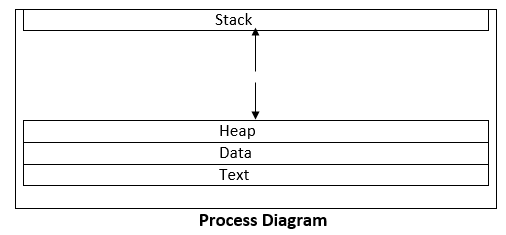 Stack
Heap
Data
Text
Process Diagram